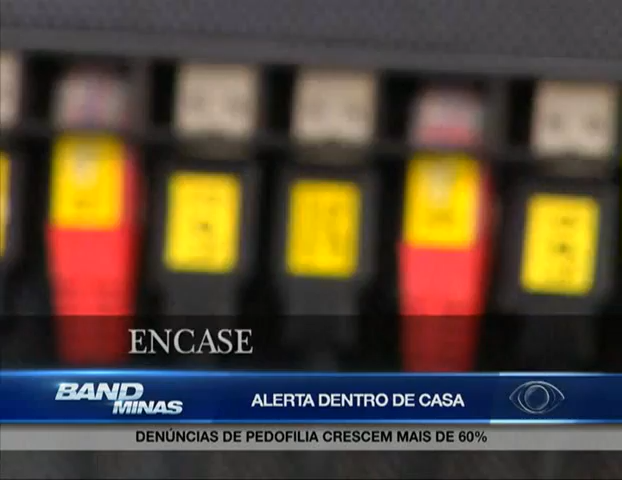 ENCASE
BAND MINAS
ALERTA DENTRO DE CASA
DENÚNCIAS DE PEDOFILIA CRESCEM MAIS DE 60%